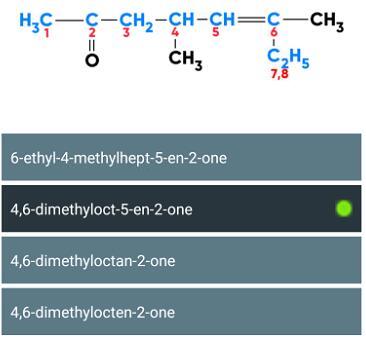 H₃C—C—CH₂—CH—CH=C—CH₃
1 2 3 4 5 6
O CH₃ C₂H₅
7,8
6-ethyl-4-methylhept-5-en-2-one
4,6-dimethyloct-5-en-2-one
4,6-dimethyloctan-2-one
4,6-dimethylocten-2-one